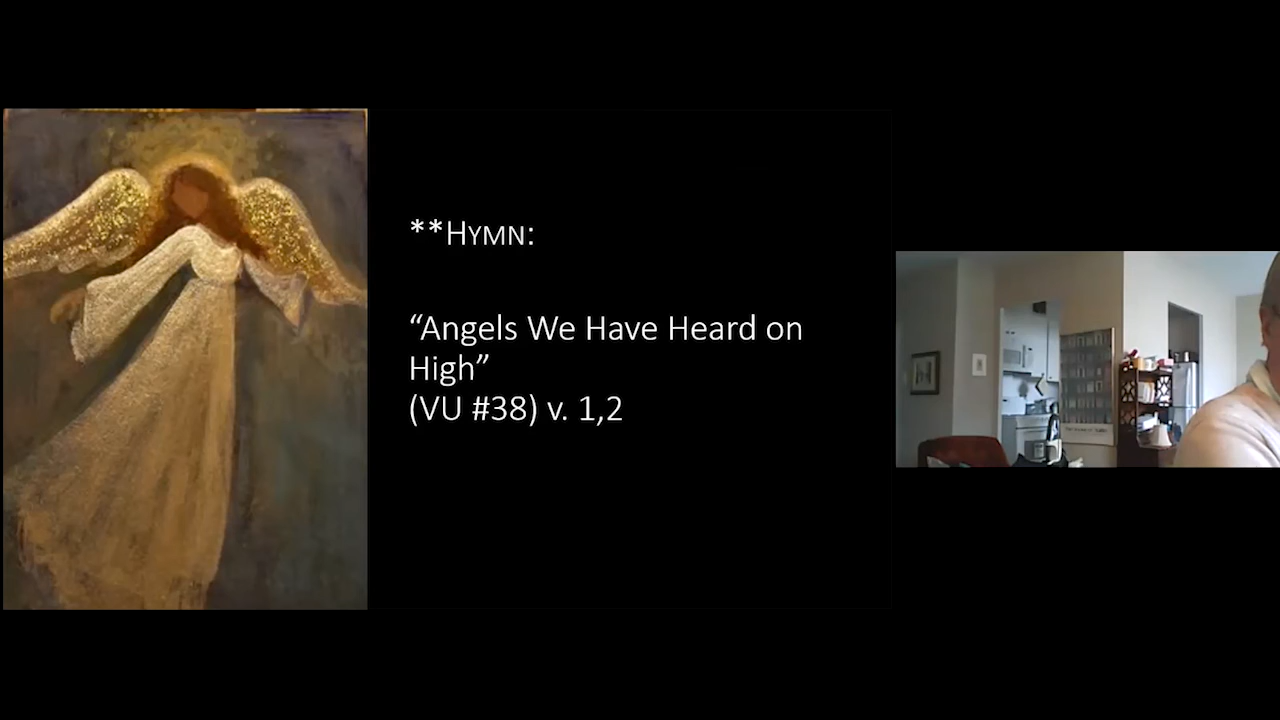 **HYMN:
“Angels We Have Heard on
High”
(VU #38) v. 1,2